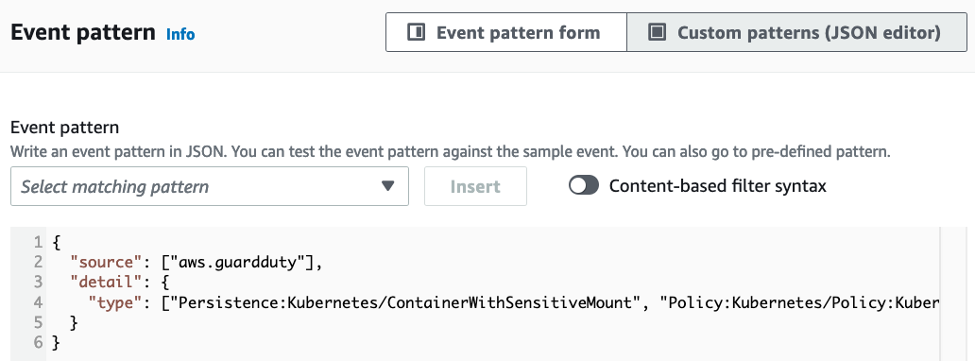 Event pattern Info
Event pattern form
Custom patterns (JSON editor)
Event pattern
Write an event pattern in JSON. You can test the event pattern against the sample event. You can also go to pre-defined pattern.
Select matching pattern
Insert
Content-based filter syntax
1 {
2 "source": ["aws.guardduty"],
3 "detail": {
4 "type": ["Persistence:Kubernetes/ContainerWithSensitiveMount", "Policy:Kubernetes/Policy:Kuber
5 }
6 }